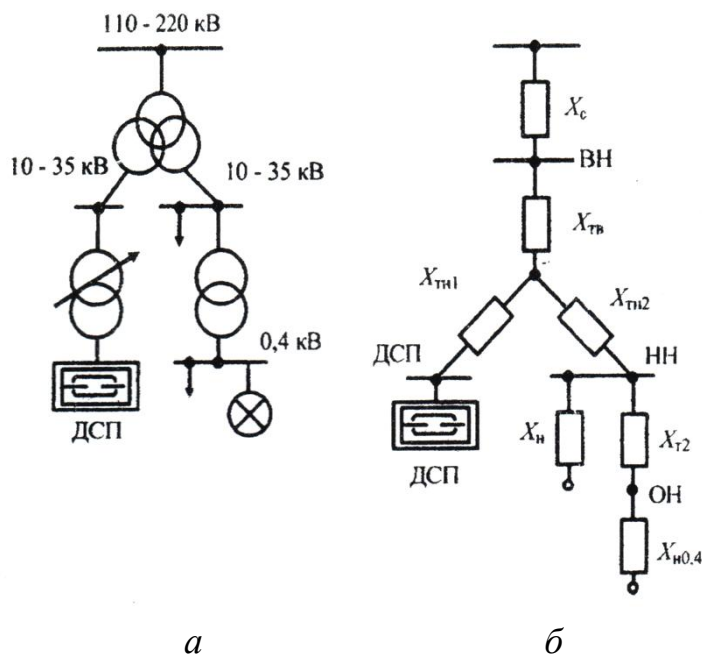 110 - 220 кВ
10 - 35 кВ
10 - 35 кВ
0,4 кВ
ДСП
а
Xс
ВН
Xтв
Xтн1
Xтн2
ДСП
НН
ДСП
Xн
Xт2
ОН
Xн0,4
б